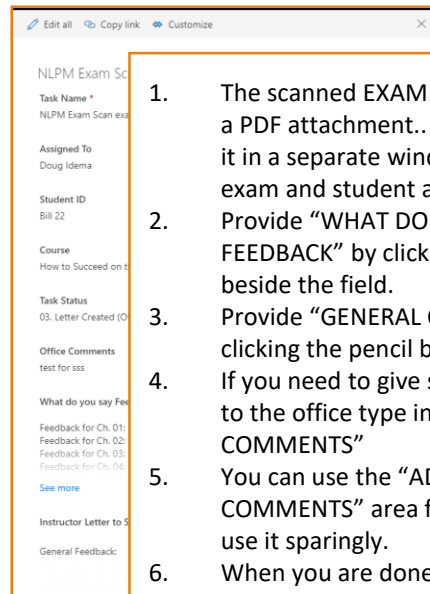 Edit all Copy link Customize
NLPM Exam Sc
Task Name *
NLPM Exam Scan exa
Assigned To
Doug Idema
Student ID
Bill 22
Course
How to Succeed on t
Task Status
03. Letter Created (O
Office Comments
test for sss
What do you say Fee
Feedback for Ch. 01:
Feedback for Ch. 02:
Feedback for Ch. 03:
Feedback for Ch. 04:
See more
Instructor Letter to S
General Feedback:
1. The scanned EXAM
a PDF attachment..
it in a separate wind
exam and student a
2. Provide “WHAT DO
FEEDBACK” by click
beside the field.
3. Provide “GENERAL
clicking the pencil b
4. If you need to give s
to the office type in
COMMENTS”
5. You can use the “AD
COMMENTS” area f
use it sparingly.
6. When you are done